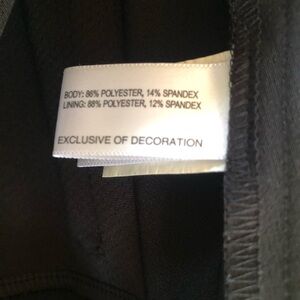 BODY: 86% POLYESTER, 14% SPANDEX
LINING: 88% POLYESTER, 12% SPANDEX
EXCLUSIVE OF DECORATION